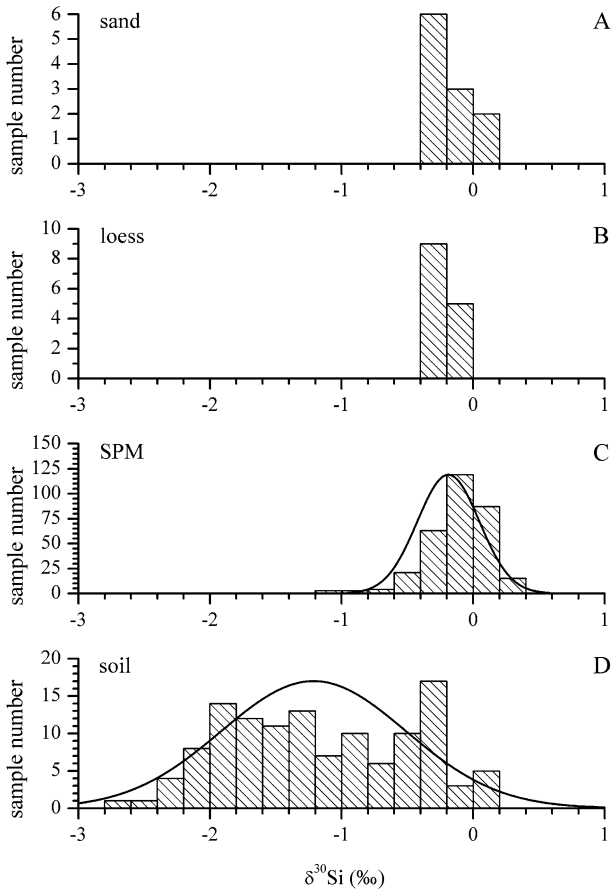 sand
A
sample number
6
5
4
3
2
1
0
-3 -2 -1 0 1
loess
B
sample number
10
8
6
4
2
0
-3 -2 -1 0 1
SPM
C
sample number
150
125
100
75
50
25
0
-3 -2 -1 0 1
soil
D
sample number
20
15
10
5
0
-3 -2 -1 0 1
δ³⁰Si (‰)